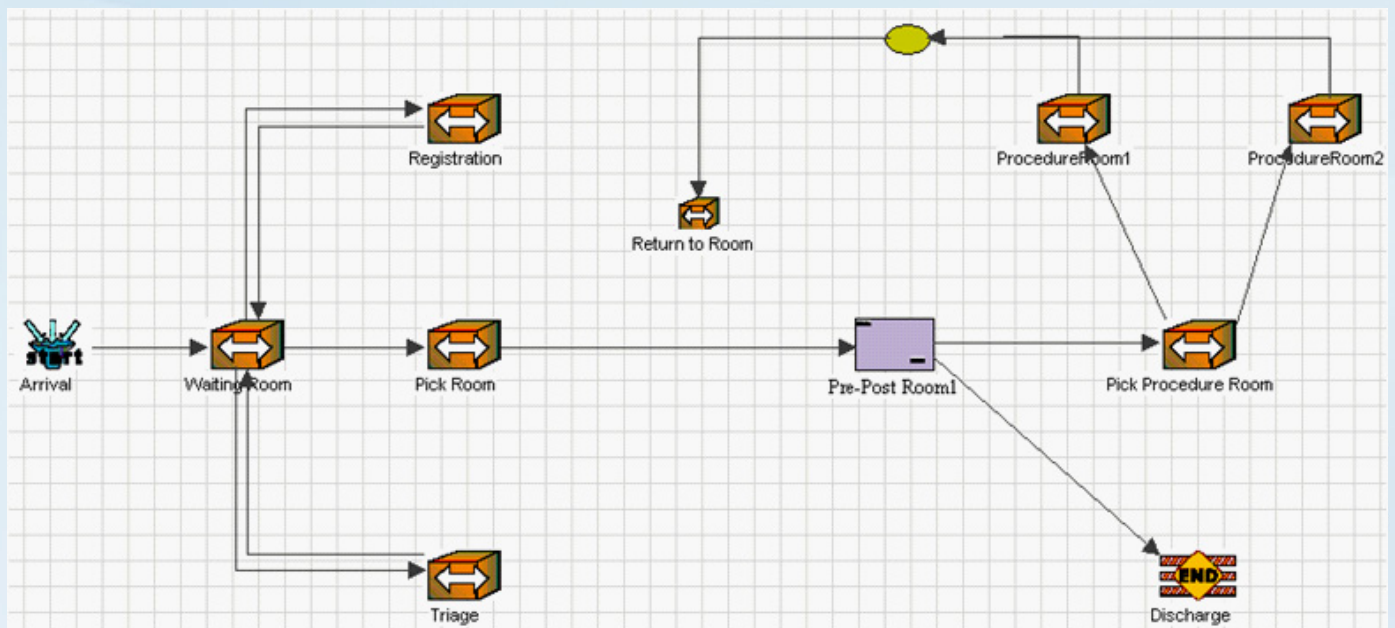 Registration
ProcedureRoom1
ProcedureRoom2
Return to Room
start
Arrival
Waiting Room
Pick Room
Pre-Post Room1
Pick Procedure Room
END
Triage
Discharge